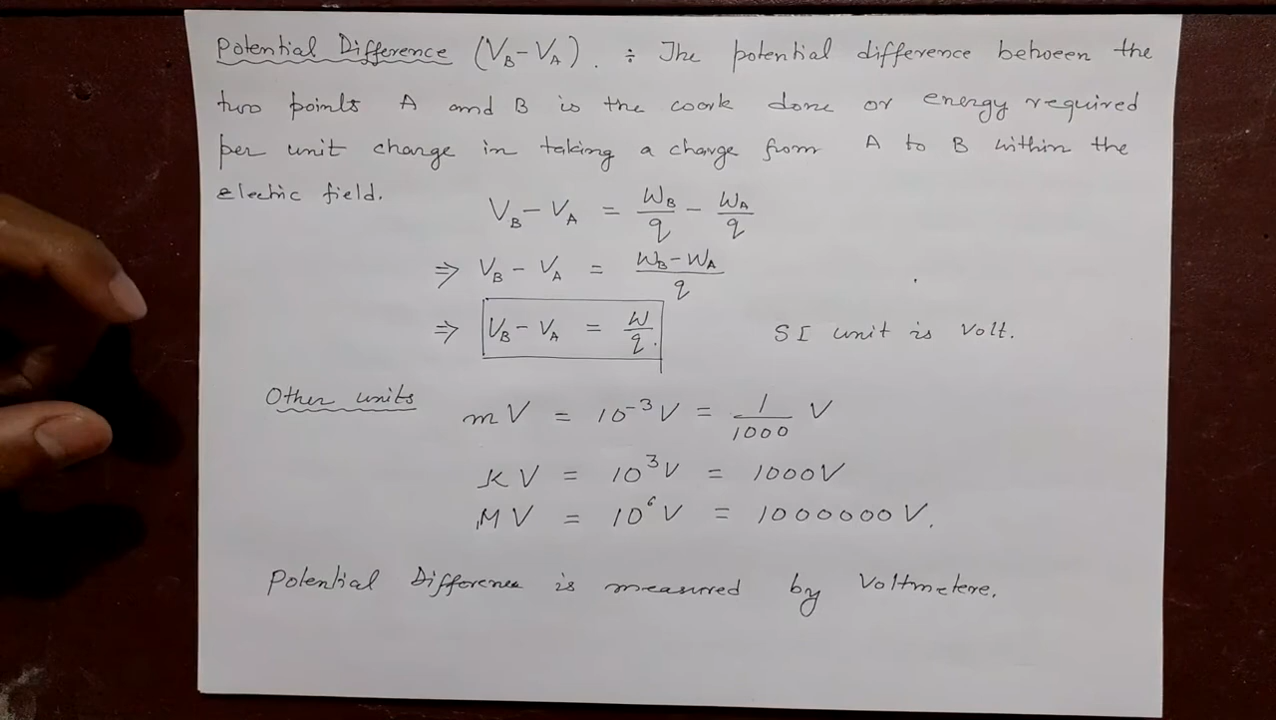 Potential Difference (V_B - V_A). ÷ The potential difference between the
two points A and B is the work done or energy required
per unit charge in taking a charge from A to B within the
electric field.
V_B - V_A = W_B/q - W_A/q
⇒ V_B - V_A = (W_B - W_A)/q
⇒ V_B - V_A = W/q. SI unit is Volt.
Other units mV = 10^-3 V = 1/1000 V
KV = 10^3 V = 1000V
MV = 10^6 V = 1000000 V.
Potential Difference is measured by Voltmetere.